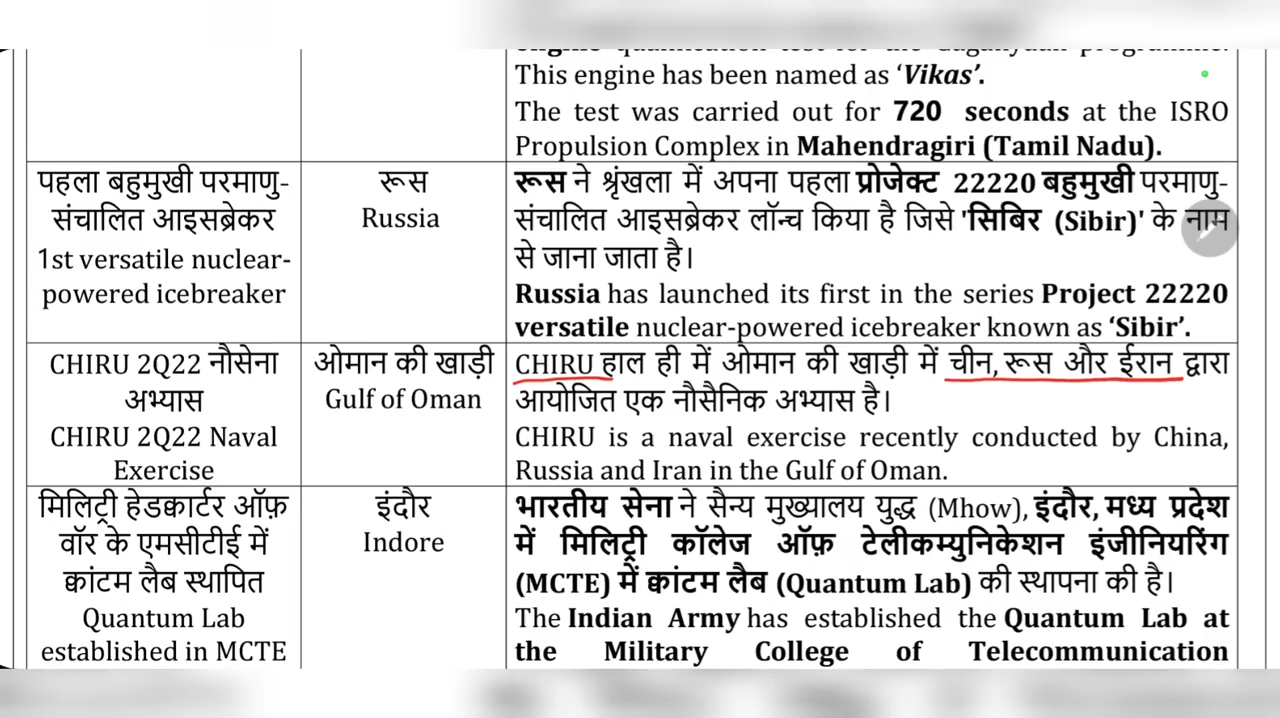 engine qualification test for the Gaganyaan programme.
This engine has been named as ‘Vikas’.
The test was carried out for 720 seconds at the ISRO
Propulsion Complex in Mahendragiri (Tamil Nadu).
पहला बहुमुखी परमाणु-
संचालित आइसब्रेकर
1st versatile nuclear-
powered icebreaker
रूस
Russia
रूस ने श्रृंखला में अपना पहला प्रोजेक्ट 22220 बहुमुखी परमाणु-
संचालित आइसब्रेकर लॉन्च किया है जिसे 'सिबिर (Sibir)' के नाम
से जाना जाता है।
Russia has launched its first in the series Project 22220
versatile nuclear-powered icebreaker known as ‘Sibir’.
CHIRU 2Q22 नौसेना
अभ्यास
CHIRU 2Q22 Naval
Exercise
ओमान की खाड़ी
Gulf of Oman
CHIRU हाल ही में ओमान की खाड़ी में चीन, रूस और ईरान द्वारा
आयोजित एक नौसैनिक अभ्यास है।
CHIRU is a naval exercise recently conducted by China,
Russia and Iran in the Gulf of Oman.
मिलिट्री हेडक्वार्टर ऑफ़
वॉर के एमसीटीई में
क्वांटम लैब स्थापित
Quantum Lab
established in MCTE
इंदौर
Indore
भारतीय सेना ने सैन्य मुख्यालय युद्ध (Mhow), इंदौर, मध्य प्रदेश
में मिलिट्री कॉलेज ऑफ़ टेलीकम्युनिकेशन इंजीनियरिंग
(MCTE) में क्वांटम लैब (Quantum Lab) की स्थापना की है।
The Indian Army has established the Quantum Lab at
the Military College of Telecommunication